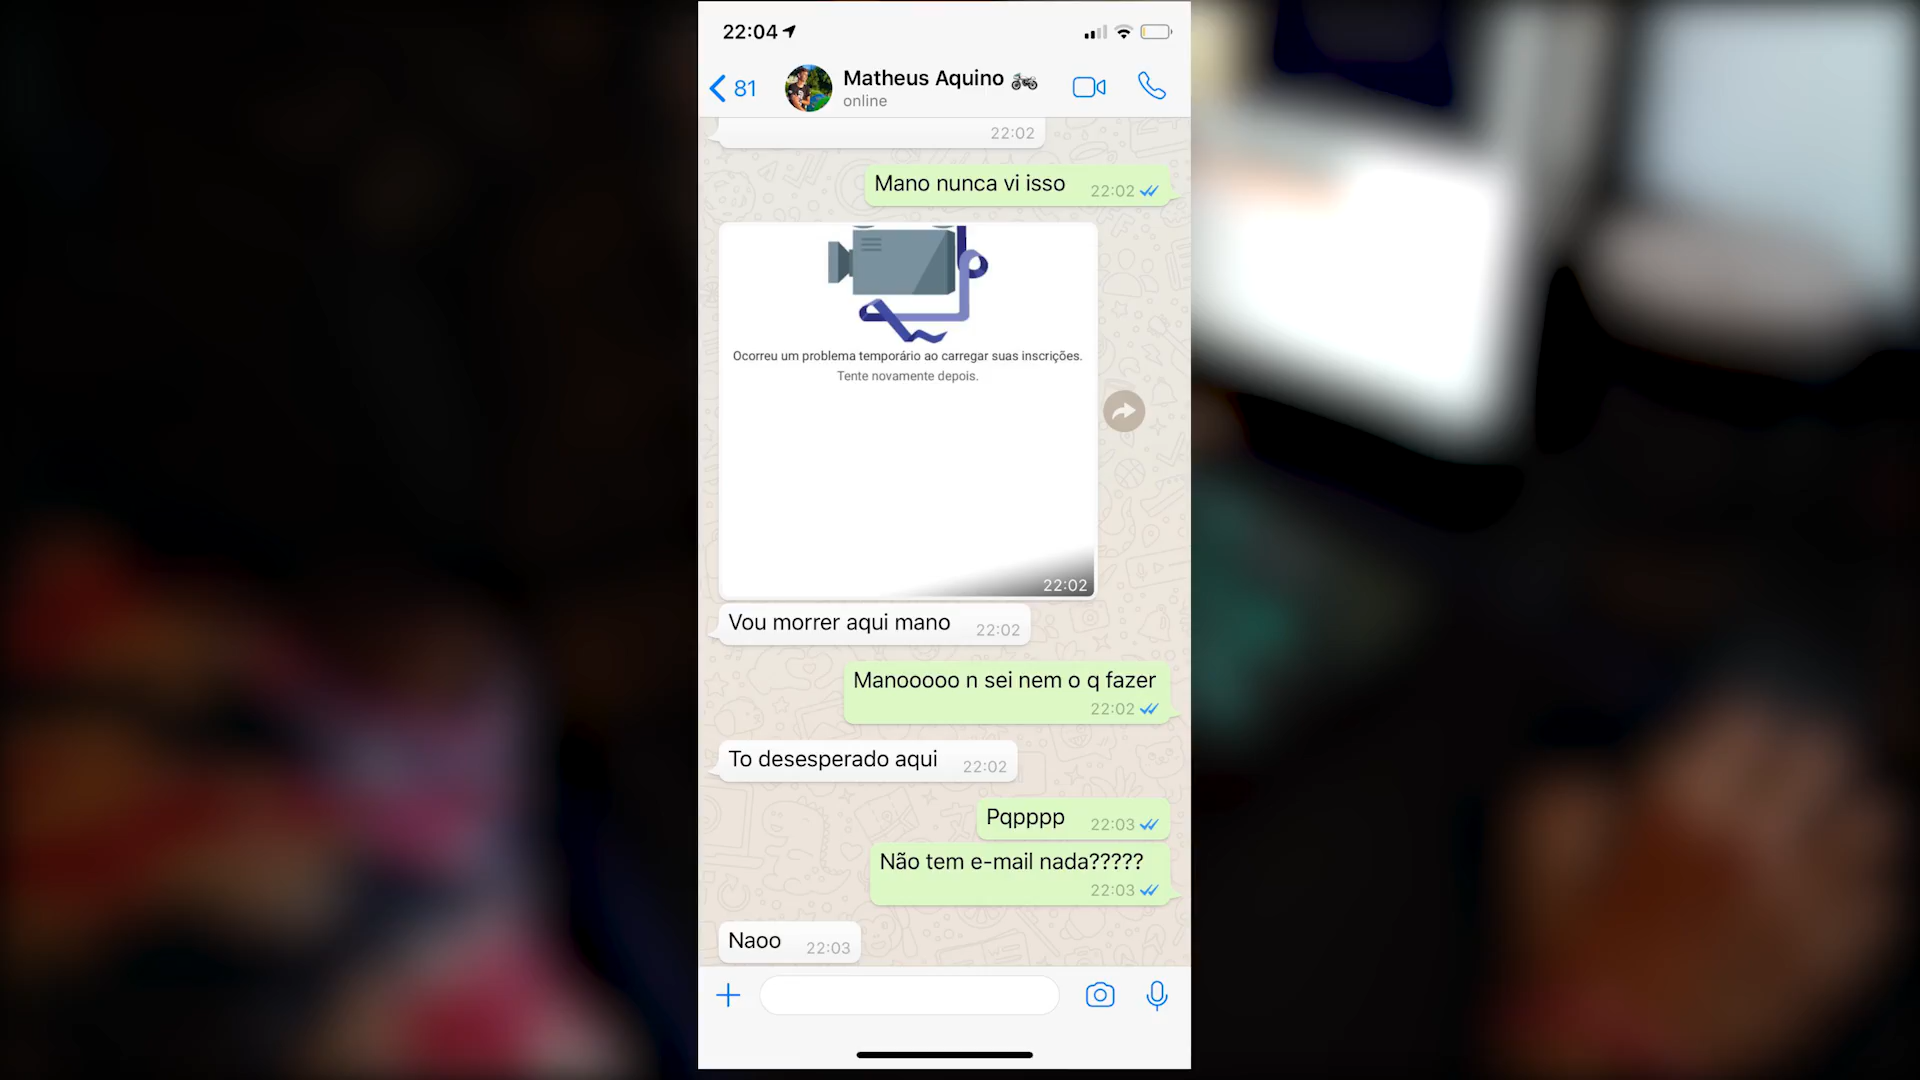 22:04
81
Matheus Aquino
online
22:02
Mano nunca vi isso 22:02
Ocorreu um problema temporário ao carregar suas inscrições.
Tente novamente depois.
22:02
Vou morrer aqui mano 22:02
Manooooo n sei nem o q fazer
22:02
To desesperado aqui 22:02
Pqpppp 22:03
Não tem e-mail nada?????
22:03
Naoo 22:03